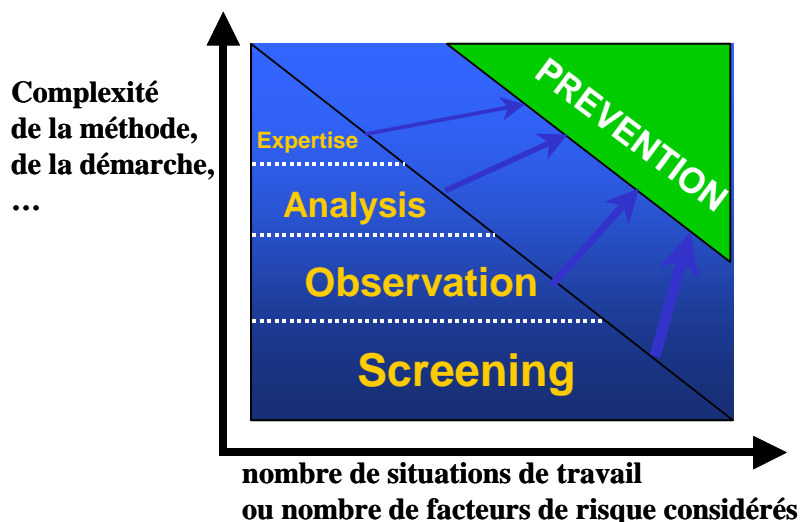 Complexité
de la méthode,
de la démarche,
…
PREVENTION
Expertise
Analysis
Observation
Screening
nombre de situations de travail
ou nombre de facteurs de risque considérés